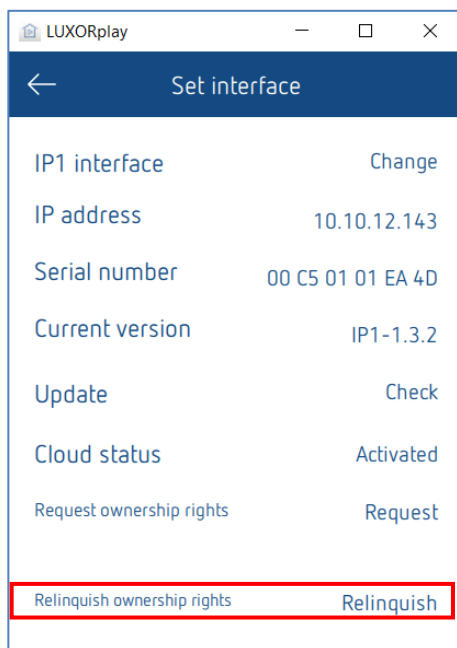 LUXORplay
Set interface
IP1 interface Change
IP address 10.10.12.143
Serial number 00 C5 01 01 EA 4D
Current version IP1-1.3.2
Update Check
Cloud status Activated
Request ownership rights Request
Relinquish ownership rights Relinquish